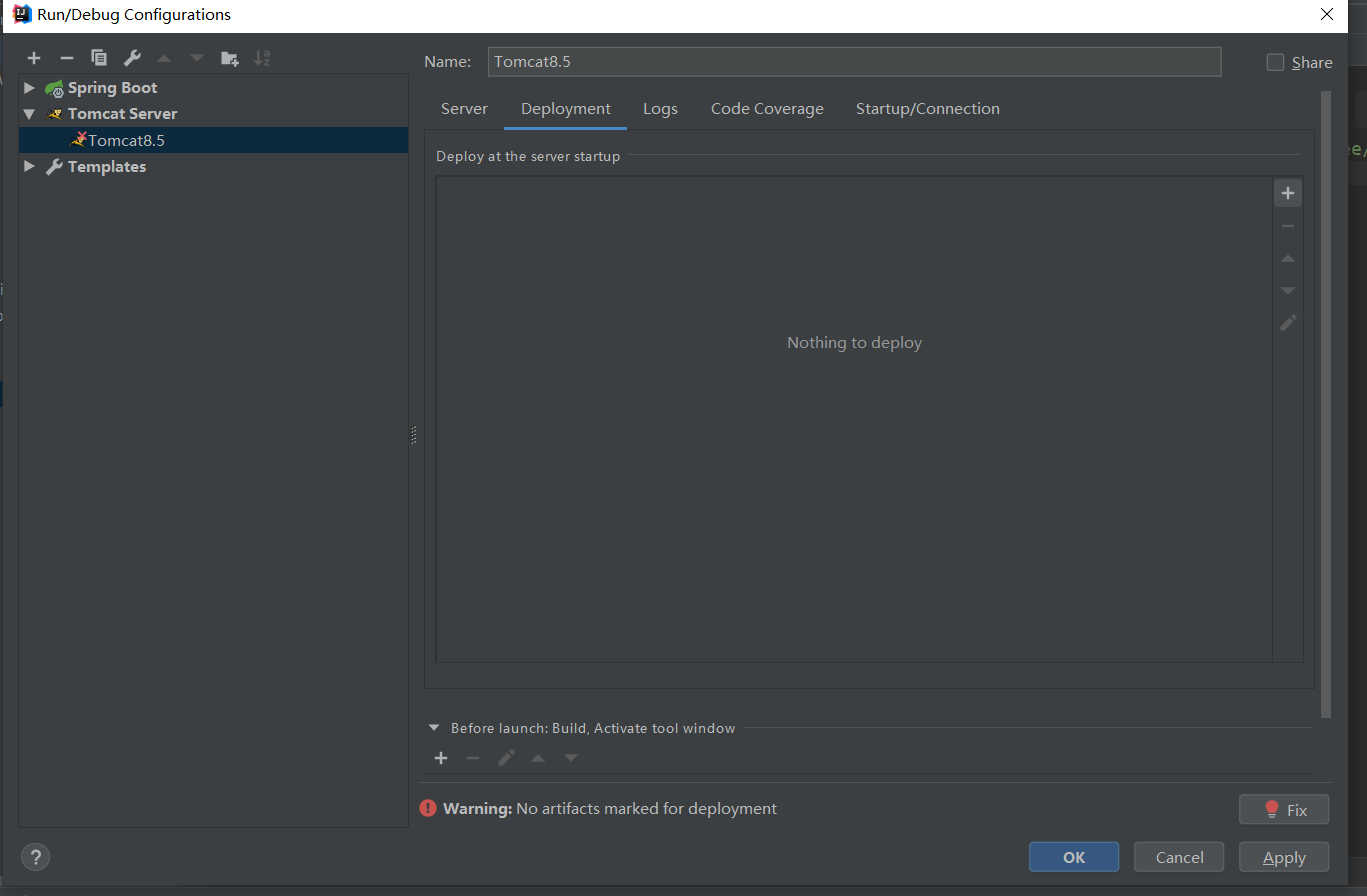 Run/Debug Configurations
Name: Tomcat8.5 Share
Spring Boot
Tomcat Server
Tomcat8.5
Templates
Server Deployment Logs Code Coverage Startup/Connection
Deploy at the server startup
Nothing to deploy
Before launch: Build, Activate tool window
Warning: No artifacts marked for deployment
Fix
?
OK Cancel Apply